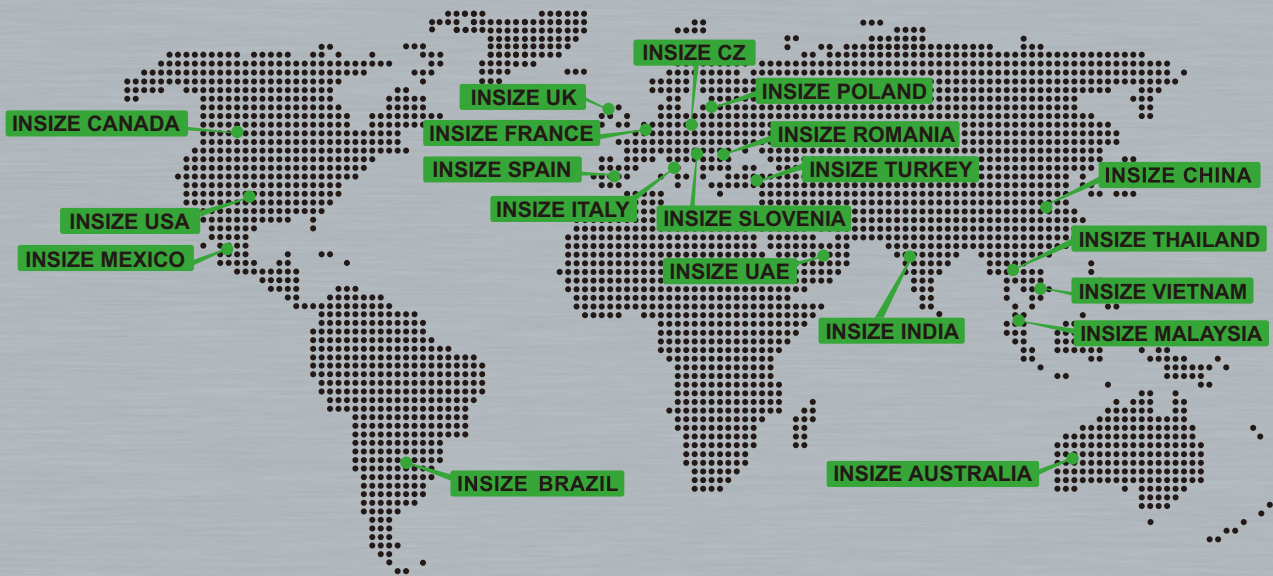 INSIZE CZ
INSIZE UK
INSIZE POLAND
INSIZE CANADA
INSIZE FRANCE
INSIZE ROMANIA
INSIZE SPAIN
INSIZE TURKEY
INSIZE CHINA
INSIZE USA
INSIZE ITALY
INSIZE SLOVENIA
INSIZE MEXICO
INSIZE UAE
INSIZE THAILAND
INSIZE VIETNAM
INSIZE INDIA
INSIZE MALAYSIA
INSIZE BRAZIL
INSIZE AUSTRALIA